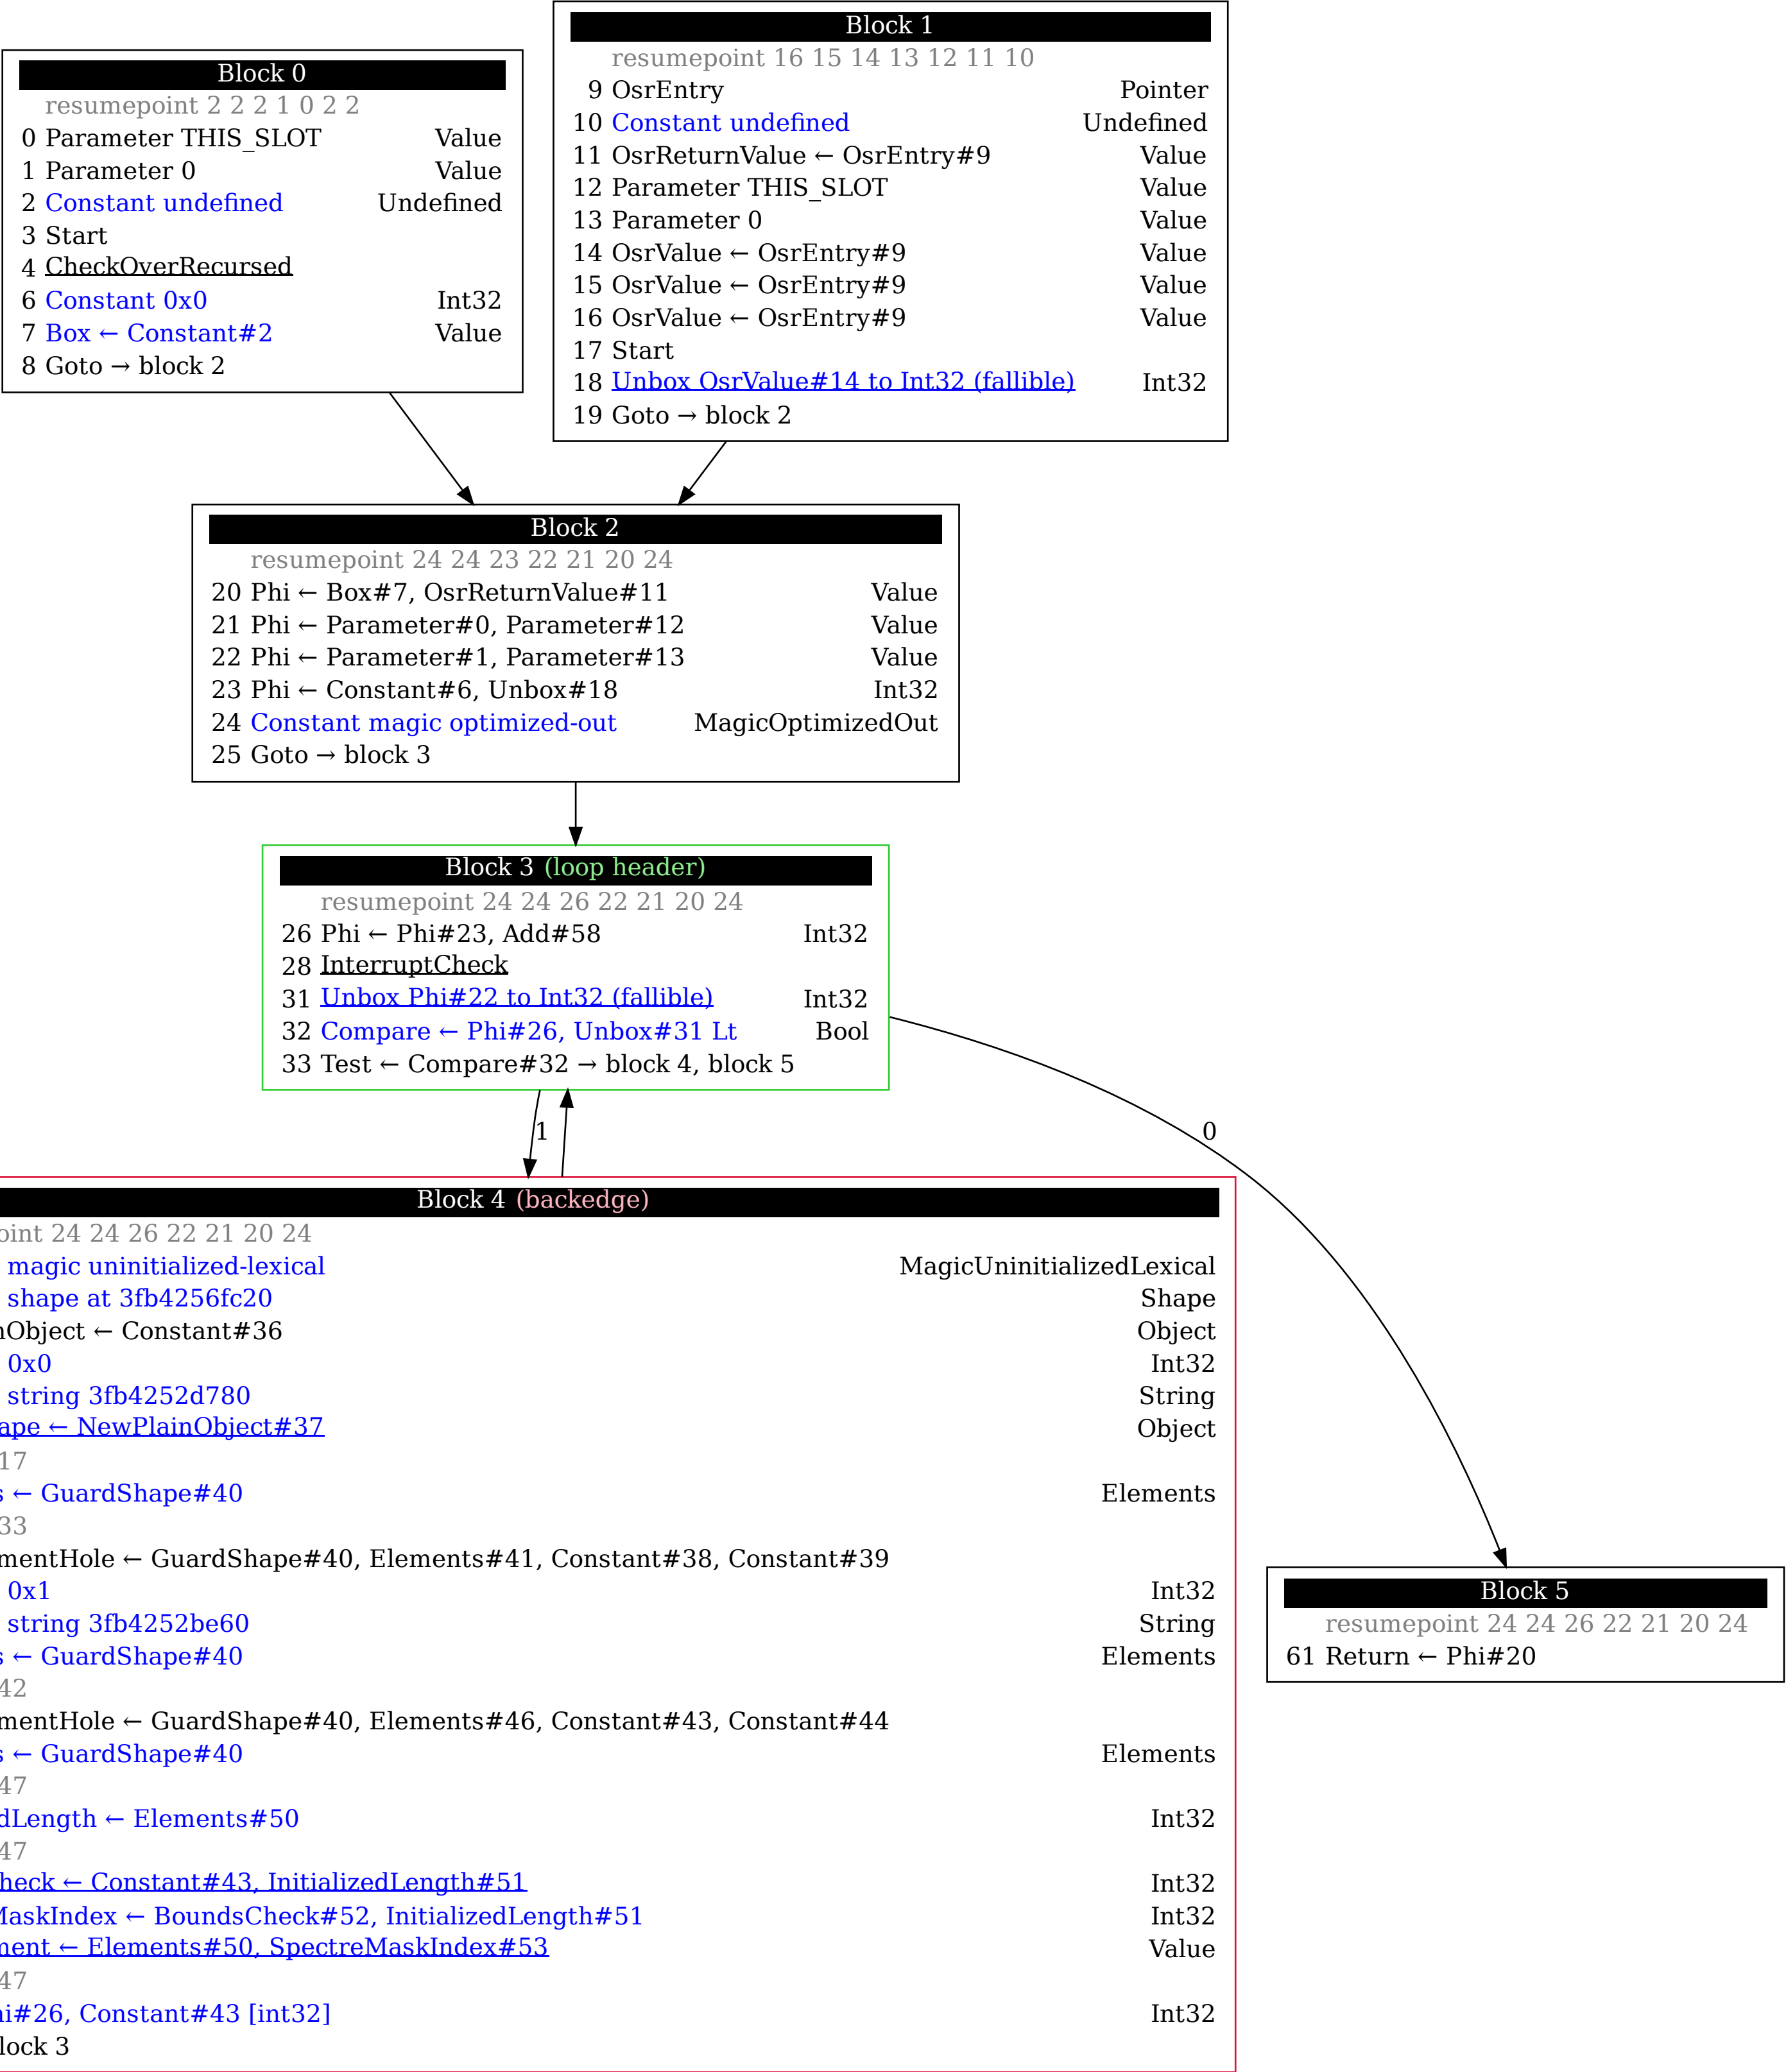 Block 0
resumepoint 2 2 2 1 0 2 2
0 Parameter THIS_SLOT Value
1 Parameter 0 Value
2 Constant undefined Undefined
3 Start
4 CheckOverRecursed
6 Constant 0x0 Int32
7 Box ← Constant#2 Value
8 Goto → block 2
Block 1
resumepoint 16 15 14 13 12 11 10
9 OsrEntry Pointer
10 Constant undefined Undefined
11 OsrReturnValue ← OsrEntry#9 Value
12 Parameter THIS_SLOT Value
13 Parameter 0 Value
14 OsrValue ← OsrEntry#9 Value
15 OsrValue ← OsrEntry#9 Value
16 OsrValue ← OsrEntry#9 Value
17 Start
18 Unbox OsrValue#14 to Int32 (fallible) Int32
19 Goto → block 2
Block 2
resumepoint 24 24 23 22 21 20 24
20 Phi ← Box#7, OsrReturnValue#11 Value
21 Phi ← Parameter#0, Parameter#12 Value
22 Phi ← Parameter#1, Parameter#13 Value
23 Phi ← Constant#6, Unbox#18 Int32
24 Constant magic optimized-out MagicOptimizedOut
25 Goto → block 3
Block 3 (loop header)
resumepoint 24 24 26 22 21 20 24
26 Phi ← Phi#23, Add#58 Int32
28 InterruptCheck
31 Unbox Phi#22 to Int32 (fallible) Int32
32 Compare ← Phi#26, Unbox#31 Lt Bool
33 Test ← Compare#32 → block 4, block 5
1
0
Block 4 (backedge)
oint 24 24 26 22 21 20 24
magic uninitialized-lexical MagicUninitializedLexical
shape at 3fb4256fc20 Shape
nObject ← Constant#36 Object
0x0 Int32
string 3fb4252d780 String
ape ← NewPlainObject#37 Object
17
s ← GuardShape#40 Elements
33
mentHole ← GuardShape#40, Elements#41, Constant#38, Constant#39
0x1 Int32
string 3fb4252be60 String
s ← GuardShape#40 Elements
42
mentHole ← GuardShape#40, Elements#46, Constant#43, Constant#44
s ← GuardShape#40 Elements
47
dLength ← Elements#50 Int32
47
heck ← Constant#43, InitializedLength#51 Int32
MaskIndex ← BoundsCheck#52, InitializedLength#51 Int32
ment ← Elements#50, SpectreMaskIndex#53 Value
47
hi#26, Constant#43 [int32] Int32
lock 3
Block 5
resumepoint 24 24 26 22 21 20 24
61 Return ← Phi#20